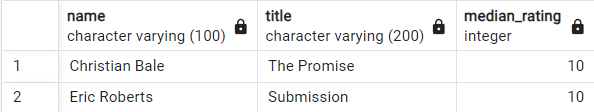 name title median_rating
character varying (100) character varying (200) integer
1 Christian Bale The Promise 10
2 Eric Roberts Submission 10